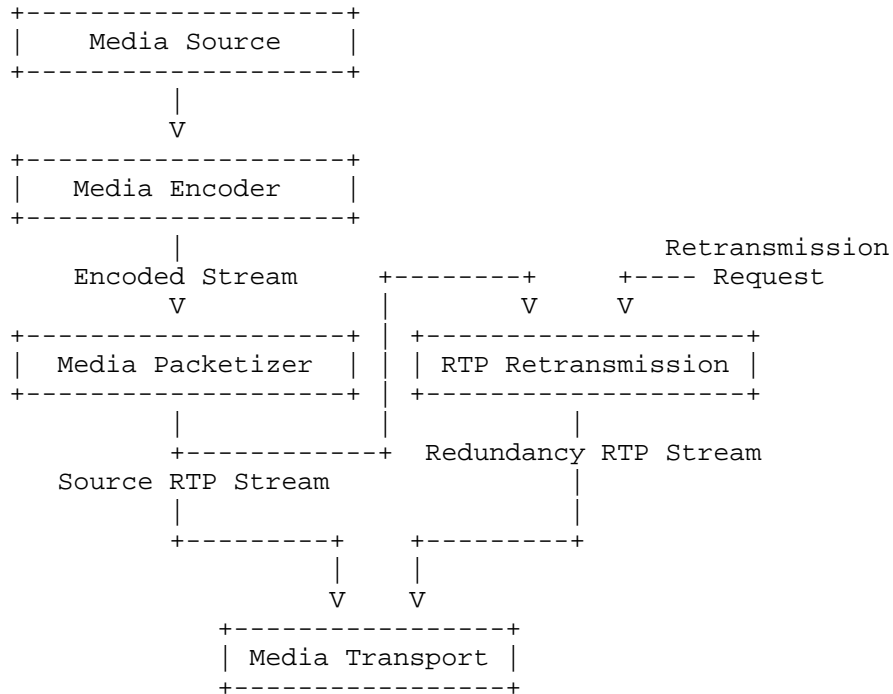 Media Source
Media Encoder
Retransmission
Encoded Stream
Request
V
V
V
V
Media Packetizer
RTP Retransmission
Redundancy RTP Stream
Source RTP Stream
V
V
Media Transport